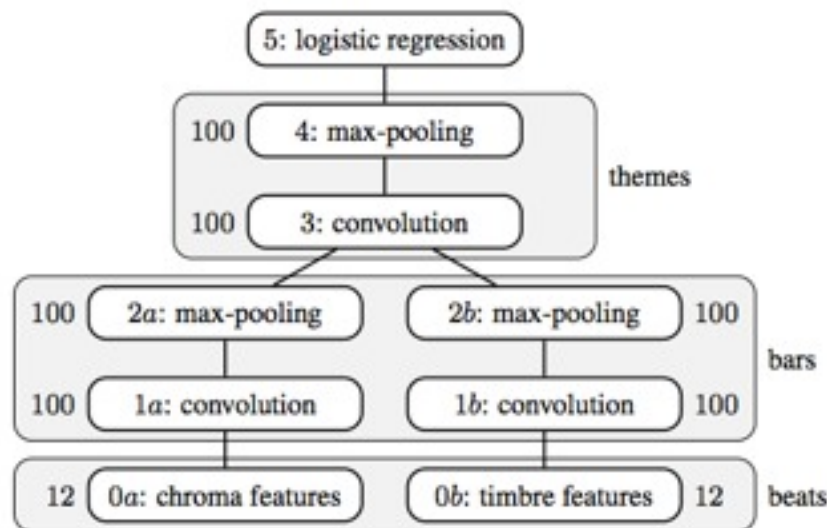 5: logistic regression
100 4: max-pooling
themes
100 3: convolution
100 2a: max-pooling 2b: max-pooling 100
bars
100 1a: convolution 1b: convolution 100
12 0a: chroma features 0b: timbre features 12 beats